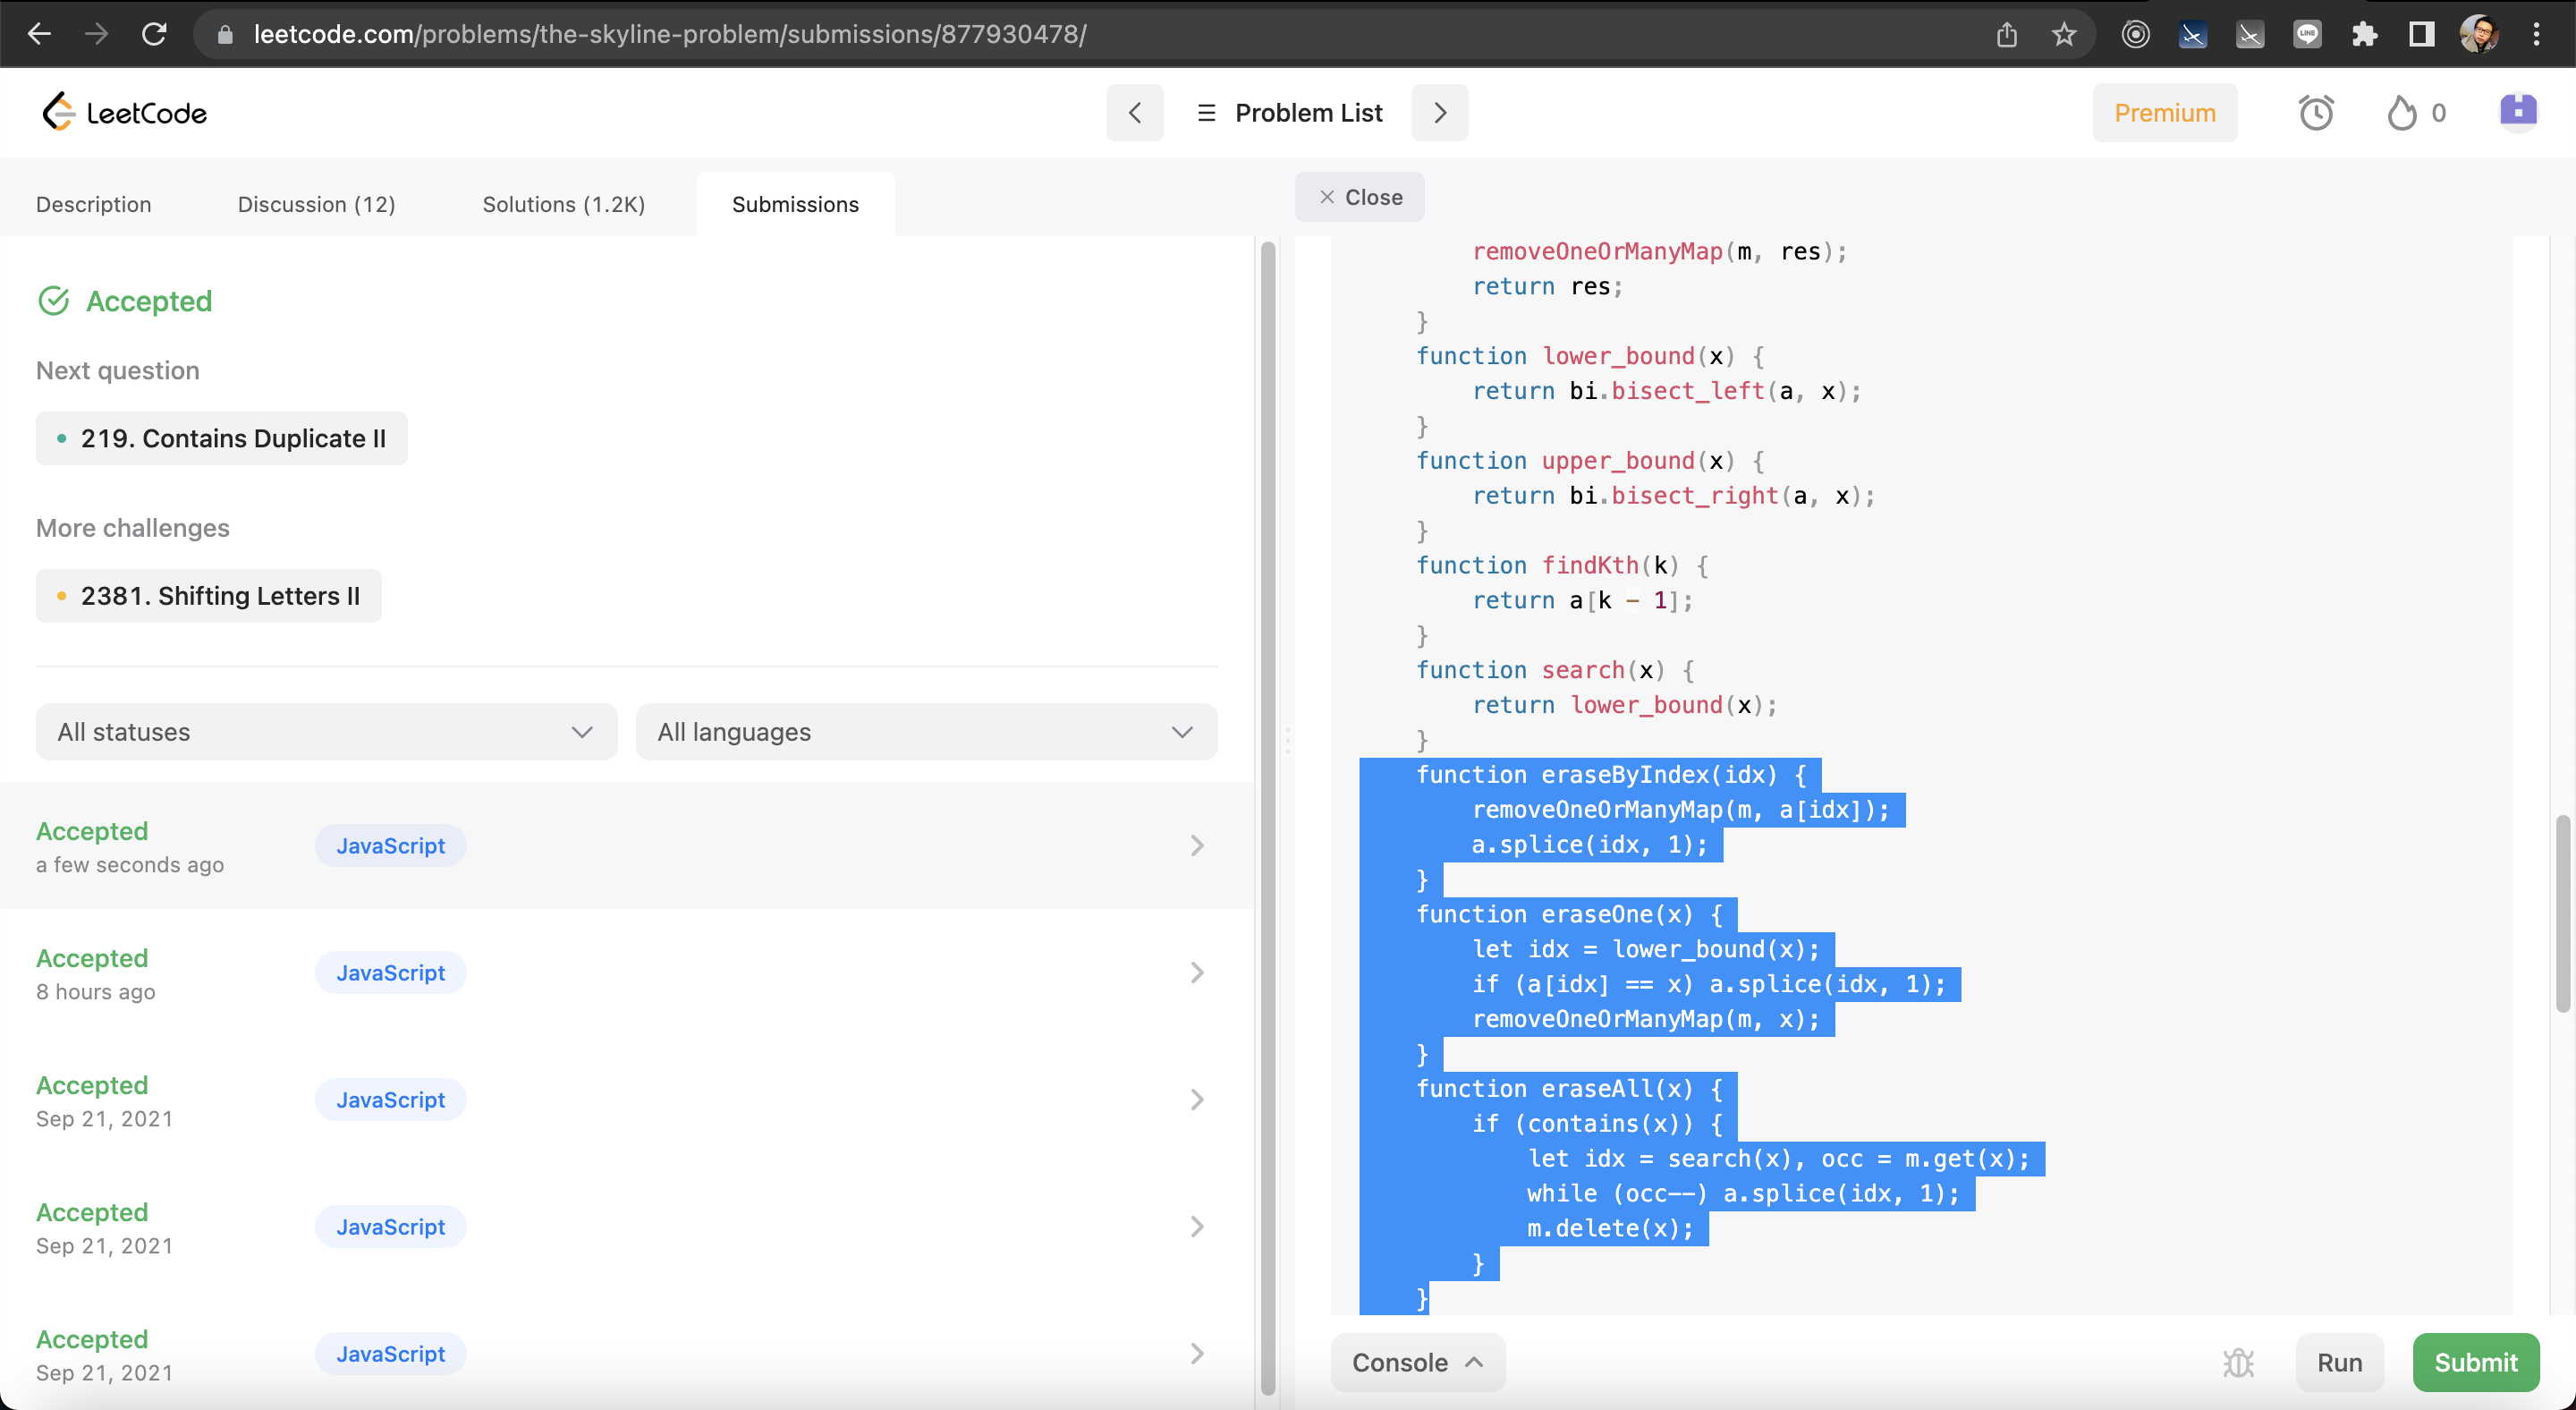 leetcode.com/problems/the-skyline-problem/submissions/877930478/
LINE
LeetCode
Problem List
Premium
0
Description
Discussion (12)
Solutions (1.2K)
Submissions
Close
Accepted
Next question
219. Contains Duplicate II
More challenges
2381. Shifting Letters II
All statuses
All languages
Accepted
a few seconds ago
JavaScript
Accepted
8 hours ago
JavaScript
Accepted
Sep 21, 2021
JavaScript
Accepted
Sep 21, 2021
JavaScript
Accepted
Sep 21, 2021
JavaScript
removeOneOrManyMap(m, res);
return res;
}
function lower_bound(x) {
return bi.bisect_left(a, x);
}
function upper_bound(x) {
return bi.bisect_right(a, x);
}
function findKth(k) {
return a[k - 1];
}
function search(x) {
return lower_bound(x);
}
function eraseByIndex(idx) {
removeOneOrManyMap(m, a[idx]);
a.splice(idx, 1);
}
function eraseOne(x) {
let idx = lower_bound(x);
if (a[idx] == x) a.splice(idx, 1);
removeOneOrManyMap(m, x);
}
function eraseAll(x) {
if (contains(x)) {
let idx = search(x), occ = m.get(x);
while (occ--) a.splice(idx, 1);
m.delete(x);
}
}
Console
Run
Submit